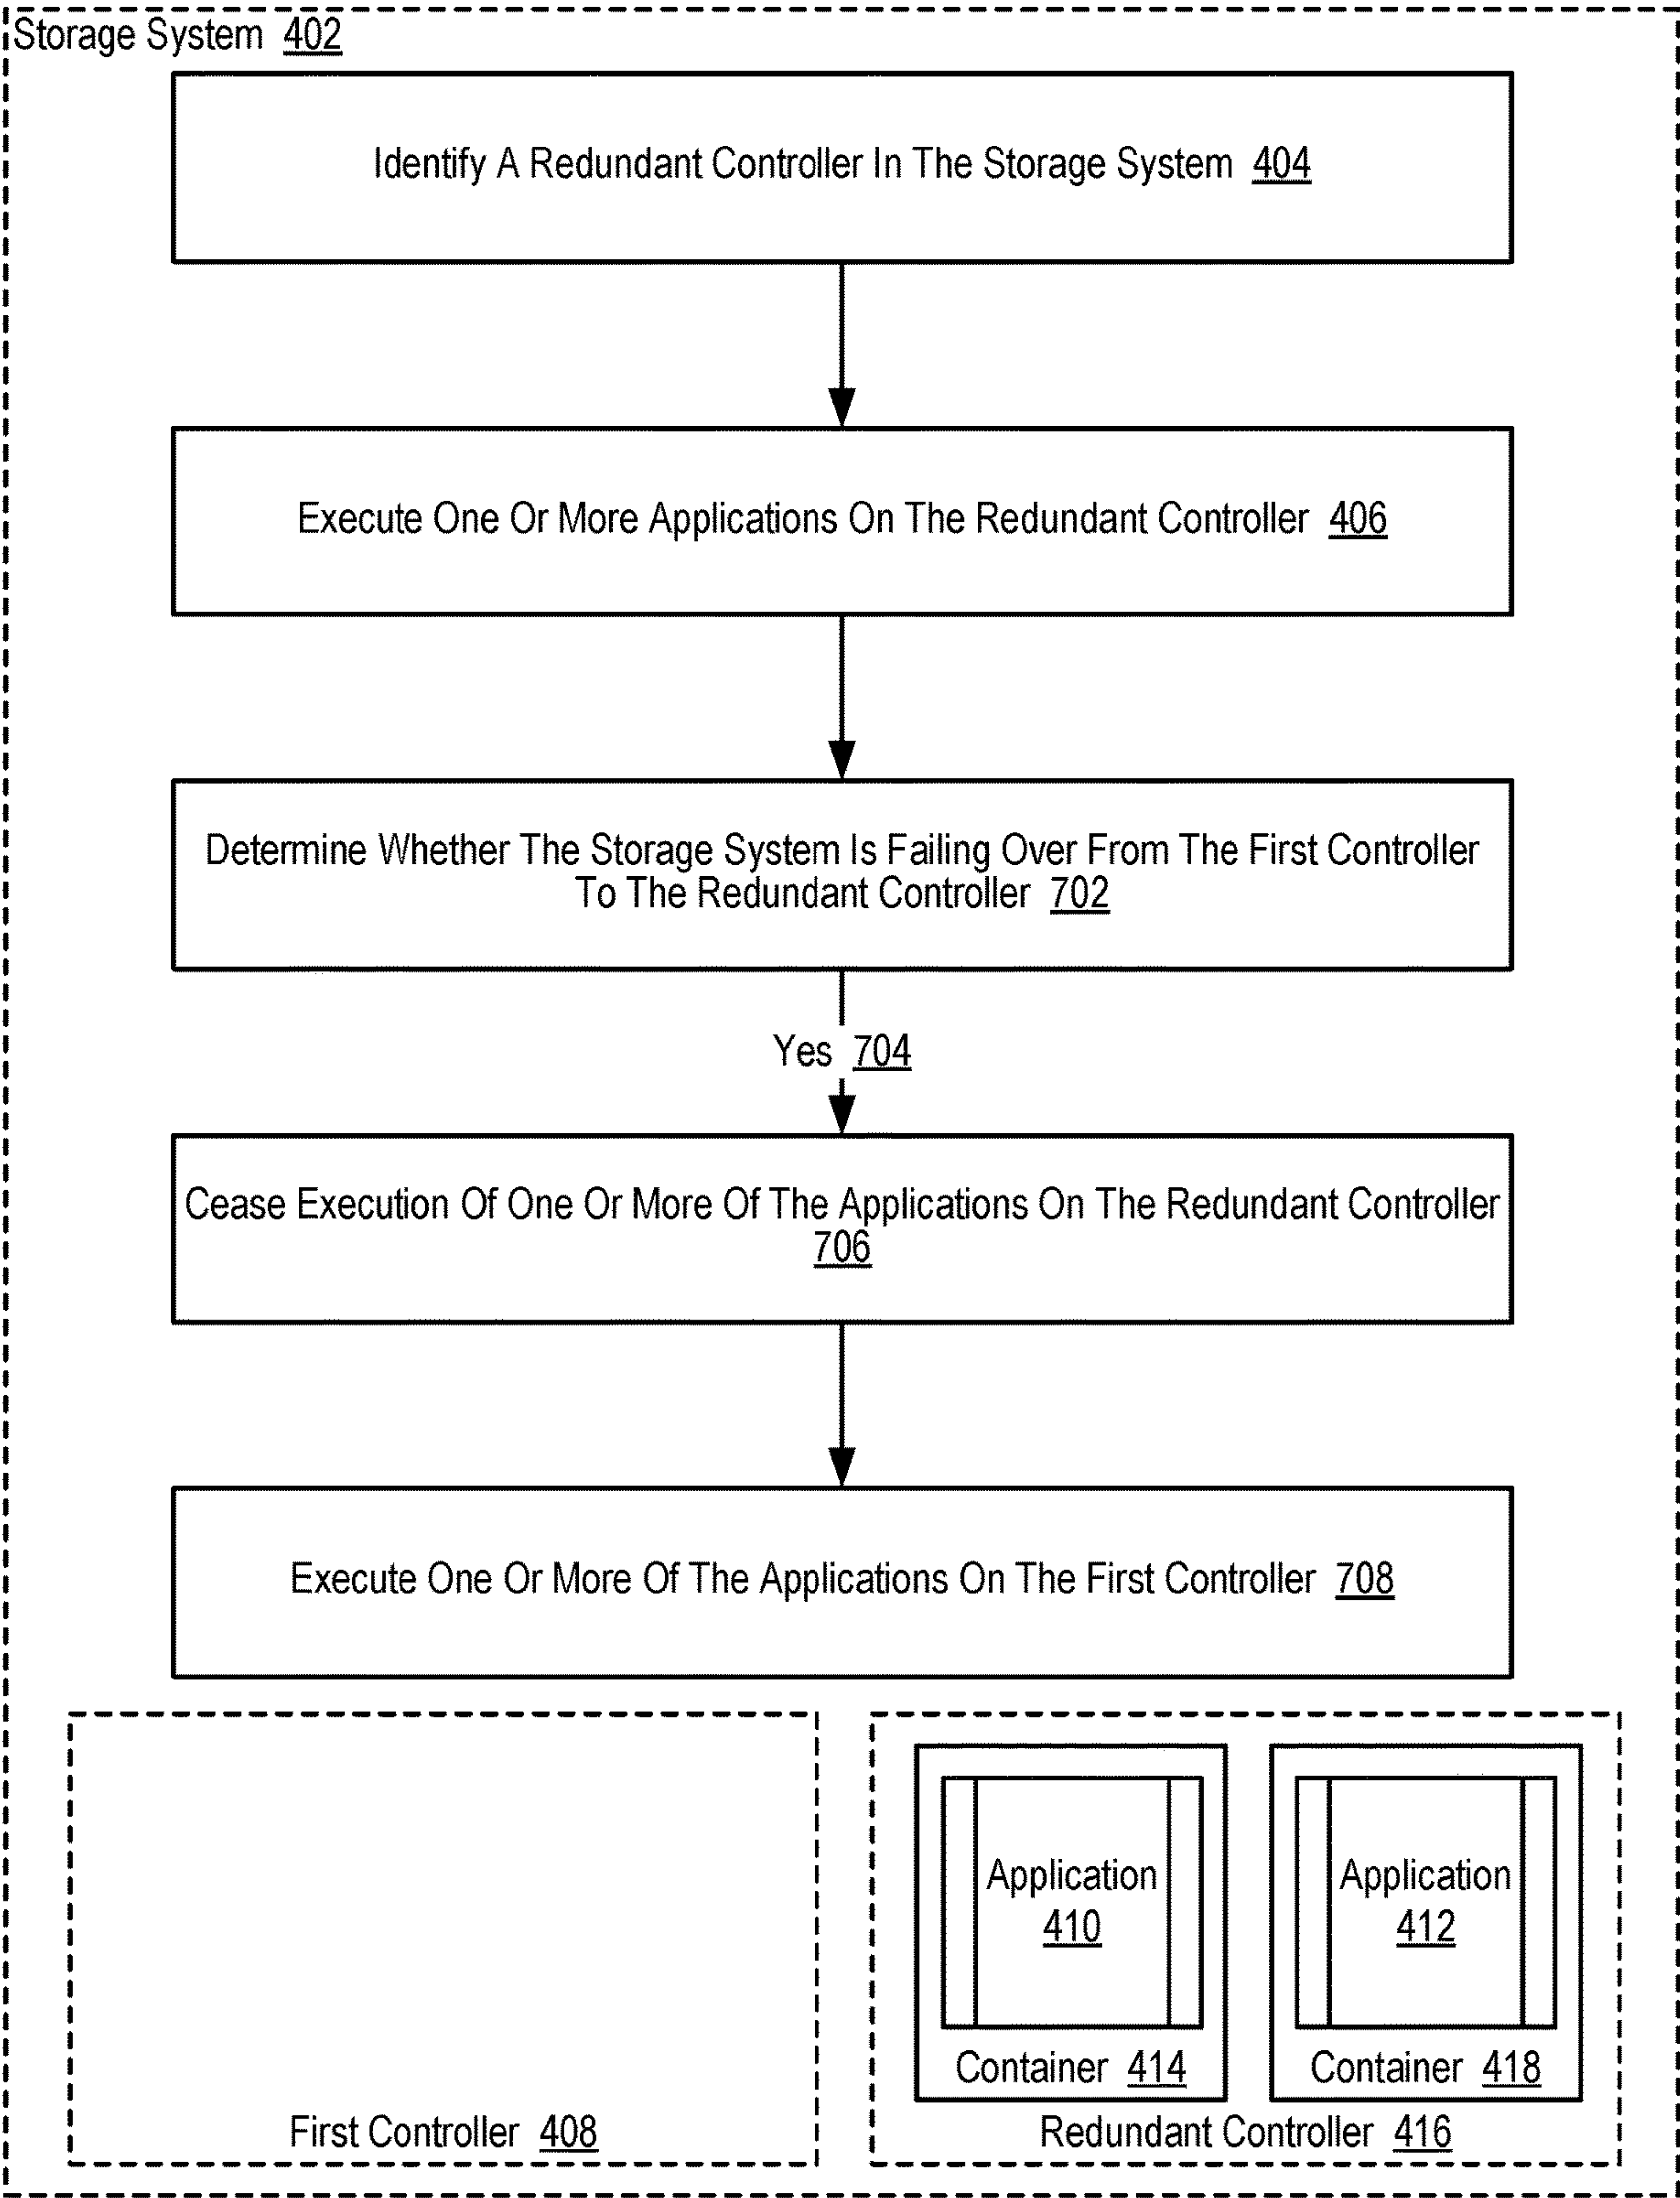 Storage System 402
Identify A Redundant Controller In The Storage System 404
Execute One Or More Applications On The Redundant Controller 406
Determine Whether The Storage System Is Failing Over From The First Controller
To The Redundant Controller 702
Yes 704
Cease Execution Of One Or More Of The Applications On The Redundant Controller
706
Execute One Or More Of The Applications On The First Controller 708
First Controller 408
Application
410
Container 414
Application
412
Container 418
Redundant Controller 416